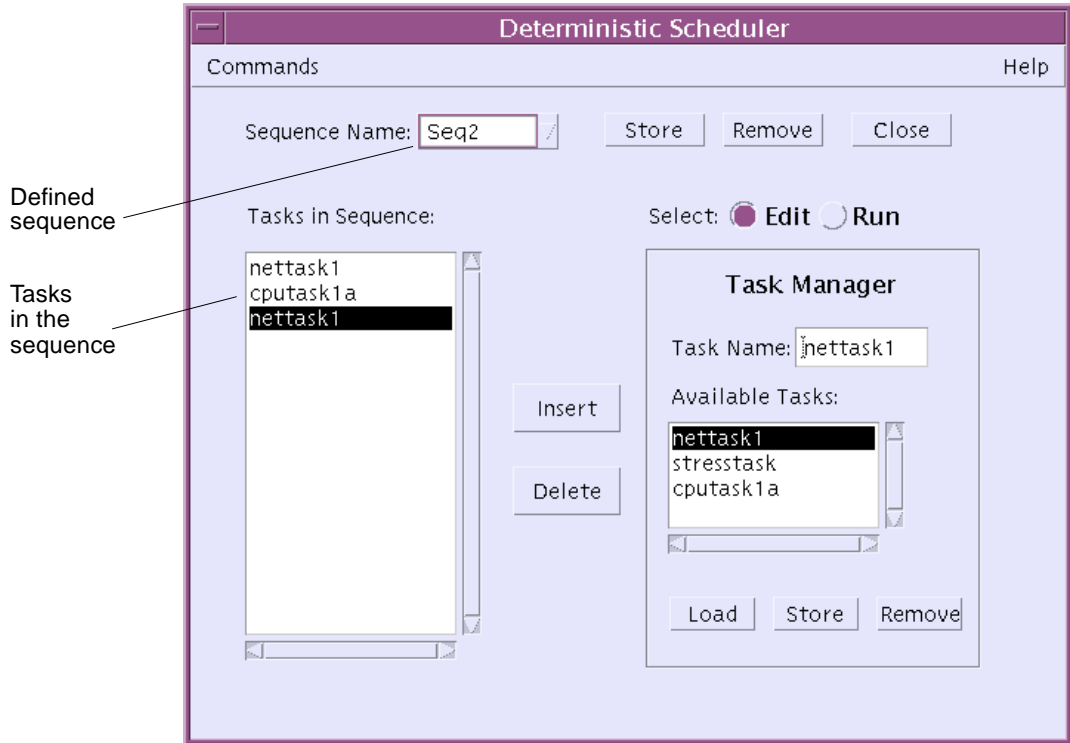 Deterministic Scheduler
Commands Help
Sequence Name: Seq2 Store Remove Close
Defined
sequence
Tasks in Sequence: Select: Edit Run
Tasks
in the
sequence
nettask1
cputask1a
nettask1
Insert
Delete
Task Manager
Task Name: nettask1
Available Tasks:
nettask1
stresstask
cputask1a
Load Store Remove